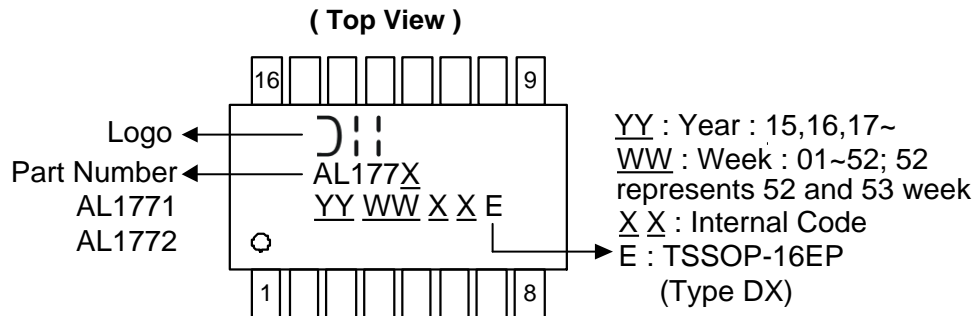 ( Top View )
16
9
Logo
Part Number
AL1771
AL1772
AL177X
YY WW X X E
1
8
YY : Year : 15,16,17~
WW : Week : 01~52; 52
represents 52 and 53 week
X X : Internal Code
E : TSSOP-16EP
(Type DX)